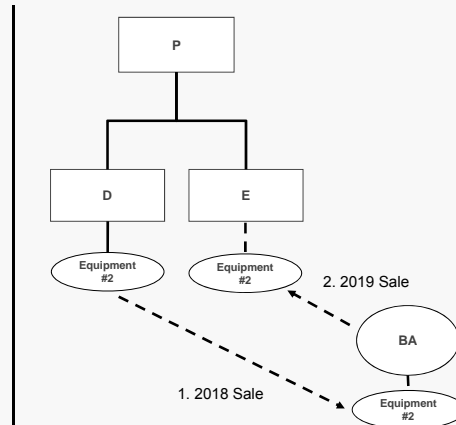 P
D
E
Equipment
#2
Equipment
#2
2. 2019 Sale
BA
1. 2018 Sale
Equipment
#2